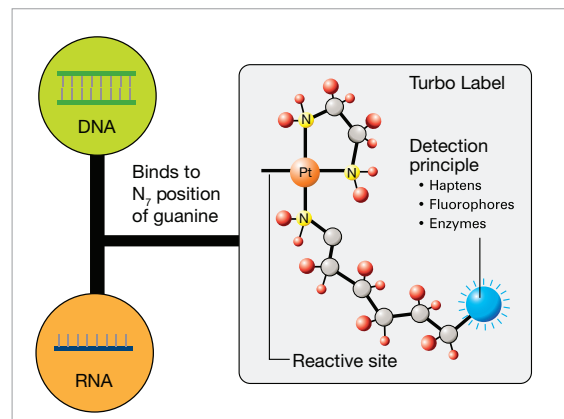 Turbo Label
DNA
Binds to
N₇ position
of guanine
Detection
principle
• Haptens
• Fluorophores
• Enzymes
N
Pt
N
N
RNA
Reactive site